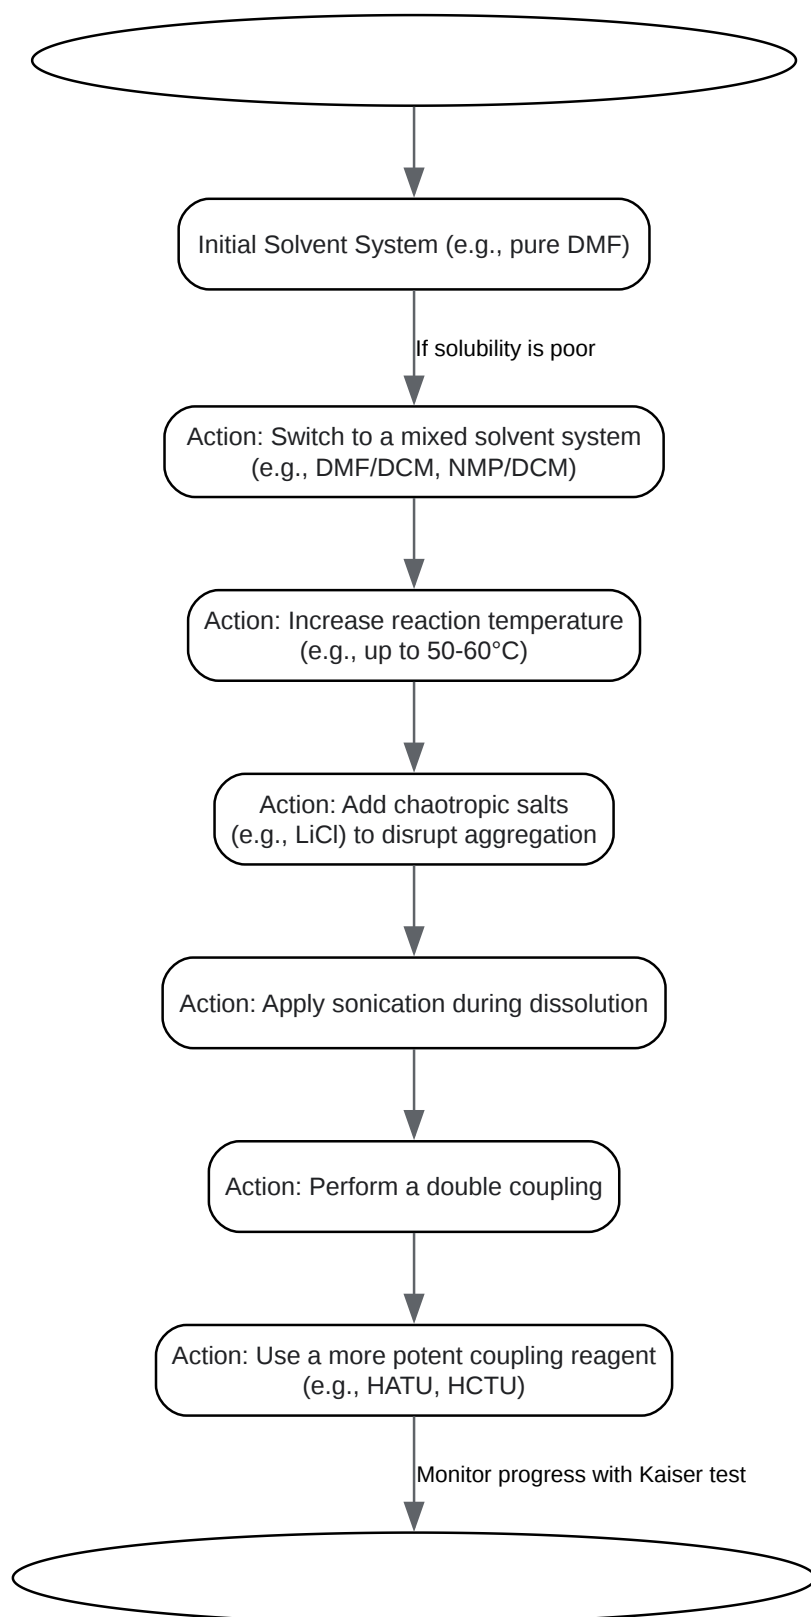 Initial Solvent System (e.g., pure DMF)
If solubility is poor
Action: Switch to a mixed solvent system
(e.g., DMF/DCM, NMP/DCM)
Action: Increase reaction temperature
(e.g., up to 50-60°C)
Action: Add chaotropic salts
(e.g., LiCl) to disrupt aggregation
Action: Apply sonication during dissolution
Action: Perform a double coupling
Action: Use a more potent coupling reagent
(e.g., HATU, HCTU)
Monitor progress with Kaiser test